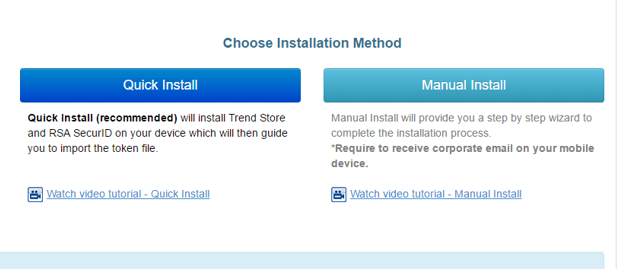 Choose Installation Method
Quick Install
Quick Install (recommended) will install Trend Store
and RSA SecurID on your device which will then guide
you to import the token file.
Watch video tutorial - Quick Install
Manual Install
Manual Install will provide you a step by step wizard to
complete the installation process.
*Require to receive corporate email on your mobile
device.
Watch video tutorial - Manual Install